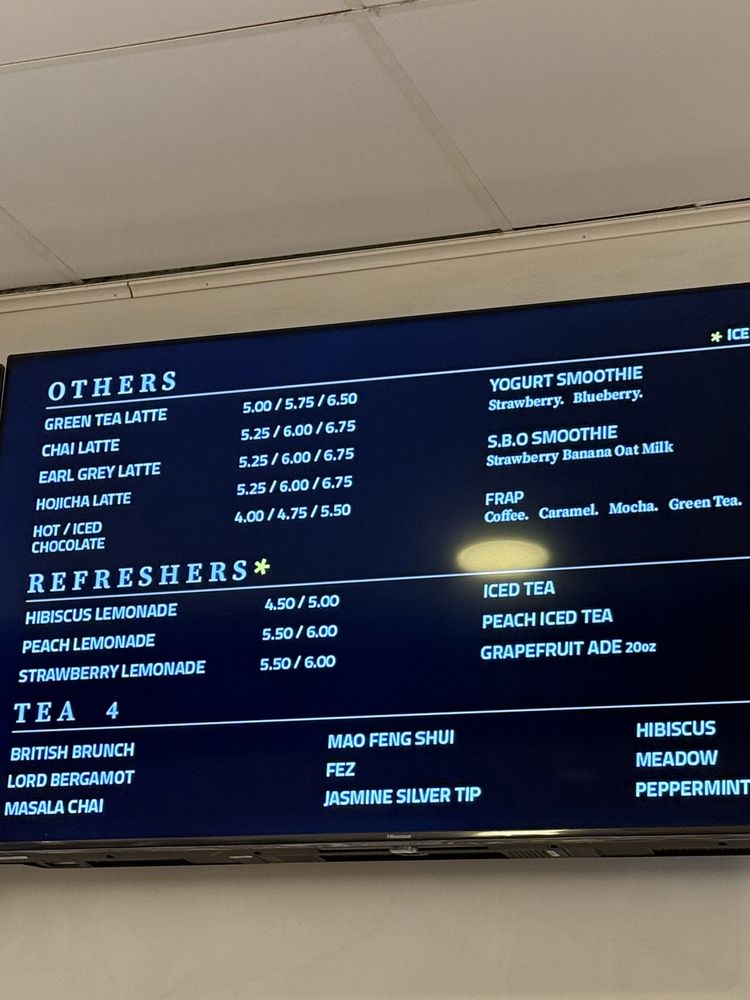 * ICE
OTHERS
GREEN TEA LATTE 5.00 / 5.75 / 6.50
CHAI LATTE 5.25 / 6.00 / 6.75
EARL GREY LATTE 5.25 / 6.00 / 6.75
HOJICHA LATTE 5.25 / 6.00 / 6.75
HOT / ICED 4.00 / 4.75 / 5.50
CHOCOLATE
YOGURT SMOOTHIE
Strawberry. Blueberry.
S.B.O SMOOTHIE
Strawberry Banana Oat Milk
FRAP
Coffee. Caramel. Mocha. Green Tea.
REFRESHERS*
HIBISCUS LEMONADE 4.50 / 5.00
PEACH LEMONADE 5.50 / 6.00
STRAWBERRY LEMONADE 5.50 / 6.00
ICED TEA
PEACH ICED TEA
GRAPEFRUIT ADE 20oz
TEA 4
BRITISH BRUNCH
LORD BERGAMOT
MASALA CHAI
MAO FENG SHUI
FEZ
JASMINE SILVER TIP
HIBISCUS
MEADOW
PEPPERMINT
Hisense